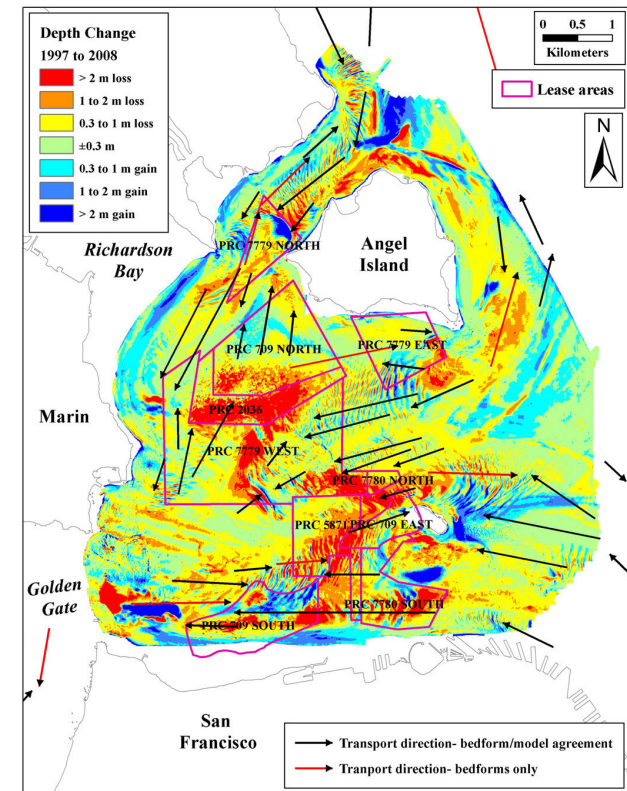 Depth Change
1997 to 2008
> 2 m loss
1 to 2 m loss
0.3 to 1 m loss
±0.3 m
0.3 to 1 m gain
1 to 2 m gain
> 2 m gain
0 0.5 1
Kilometers
Lease areas
N
Richardson
Bay
PRC 7779 NORTH
Angel
Island
PRC 709 NORTH
PRC 7779 EAST
Marin
PRC 2036
PRC 7779 WEST
PRC 7780 NORTH
PRC 5871
PRC 709 EAST
Golden
Gate
PRC 7780 SOUTH
PRC 709 SOUTH
San
Francisco
Transport direction- bedform/model agreement
Tranport direction- bedforms only